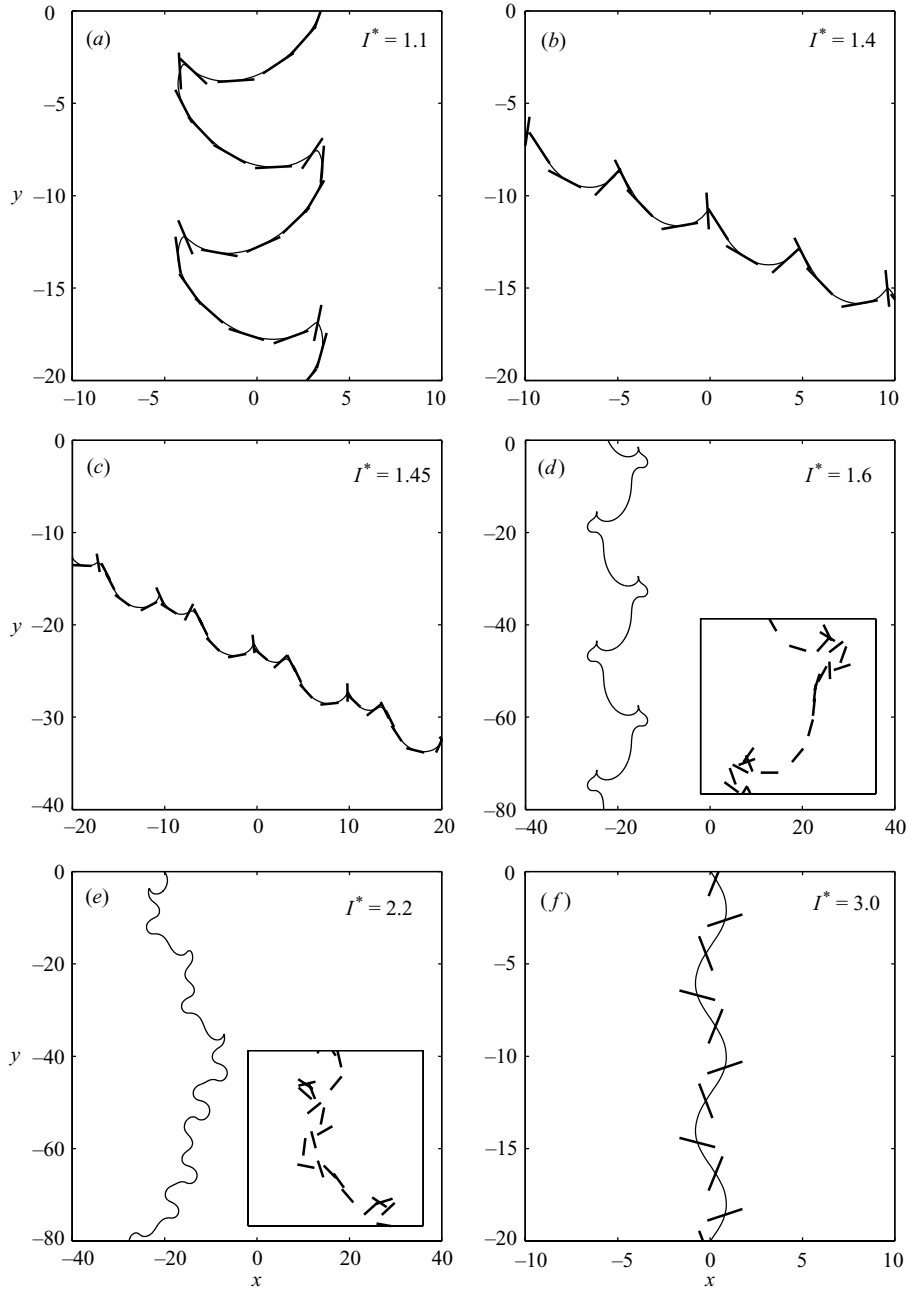 (a) I* = 1.1
0
–5
y –10
–15
–20
–10 –5 0 5 10
(b) I* = 1.4
0
–5
–10
–15
–20
–10 –5 0 5 10
(c) I* = 1.45
0
–10
y –20
–30
–40
–20 –10 0 10 20
(d) I* = 1.6
0
–20
–40
–60
–80
–40 –20 0 20 40
(e) I* = 2.2
0
–20
y –40
–60
–80
–40 –20 0 20 40
x
(f) I* = 3.0
0
–5
–10
–15
–20
–10 –5 0 5 10
x